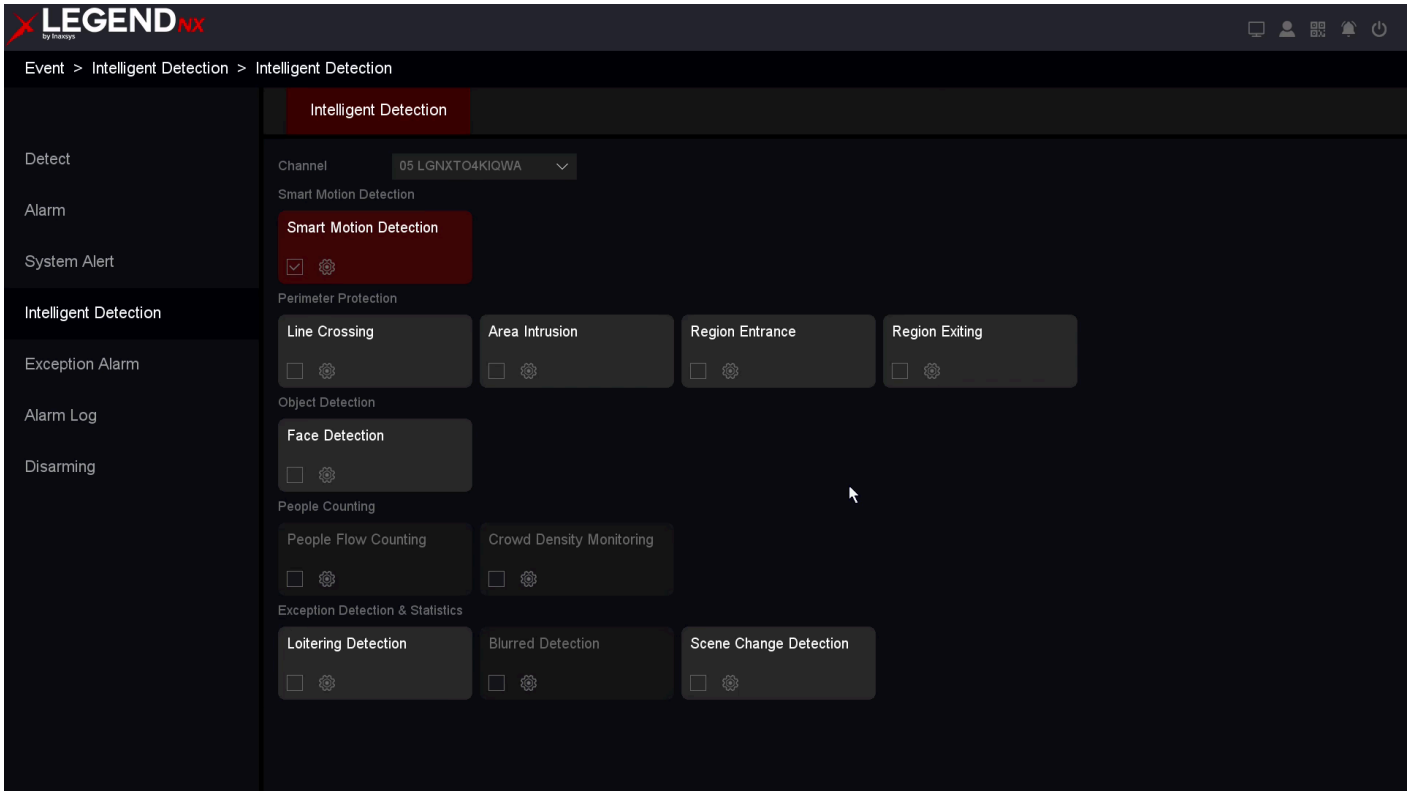 LEGEND NX
by Inaxsys
Event > Intelligent Detection > Intelligent Detection
Intelligent Detection
Detect
Alarm
System Alert
Intelligent Detection
Exception Alarm
Alarm Log
Disarming
Channel 05 LGNXTO4KIQWA
Smart Motion Detection
Smart Motion Detection
Perimeter Protection
Line Crossing Area Intrusion Region Entrance Region Exiting
Object Detection
Face Detection
People Counting
People Flow Counting Crowd Density Monitoring
Exception Detection & Statistics
Loitering Detection Blurred Detection Scene Change Detection